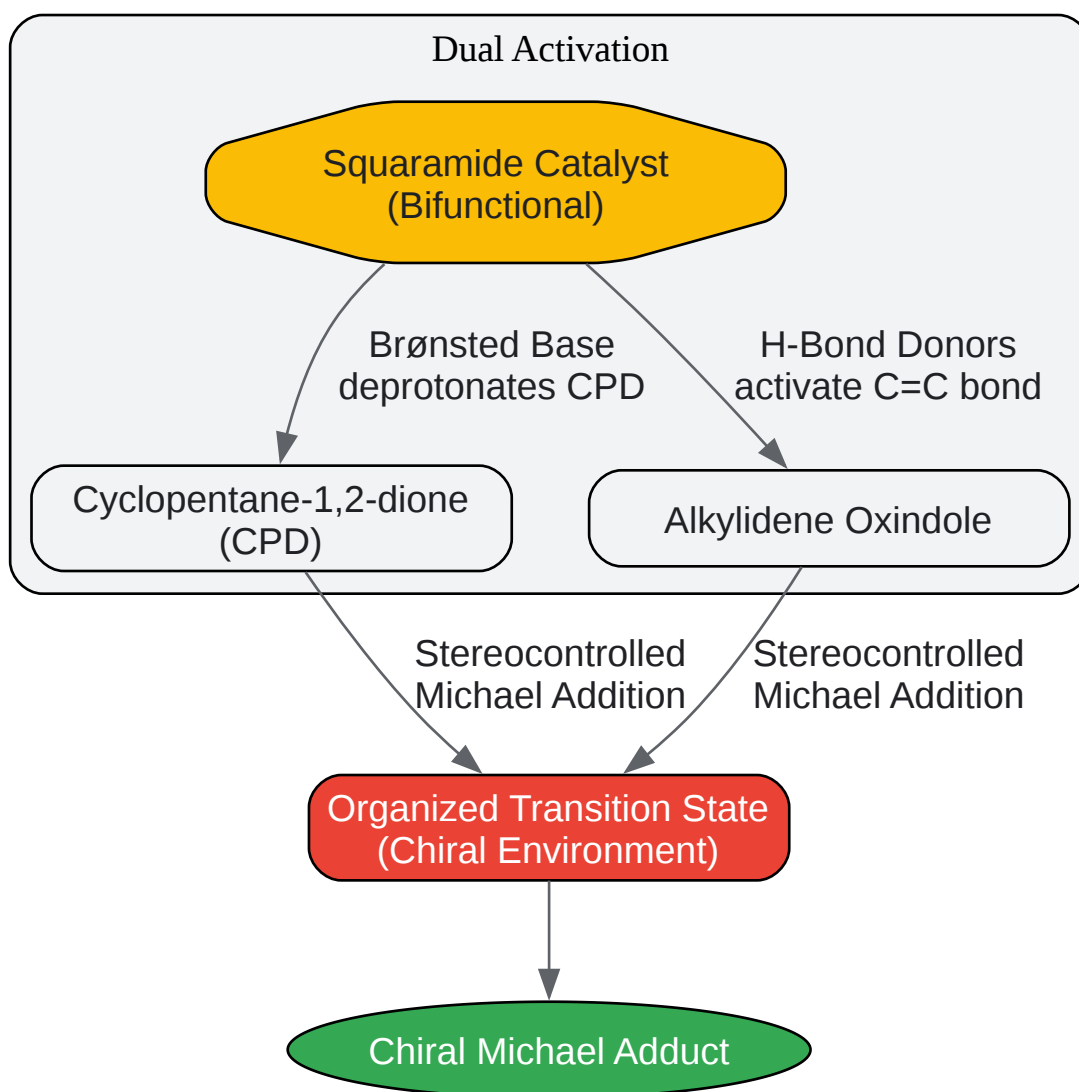 Dual Activation
Squaramide Catalyst
(Bifunctional)
Brønsted Base
deprotonates CPD
H-Bond Donors
activate C=C bond
Cyclopentane-1,2-dione
(CPD)
Alkylidene Oxindole
Stereocontrolled
Michael Addition
Stereocontrolled
Michael Addition
Organized Transition State
(Chiral Environment)
Chiral Michael Adduct